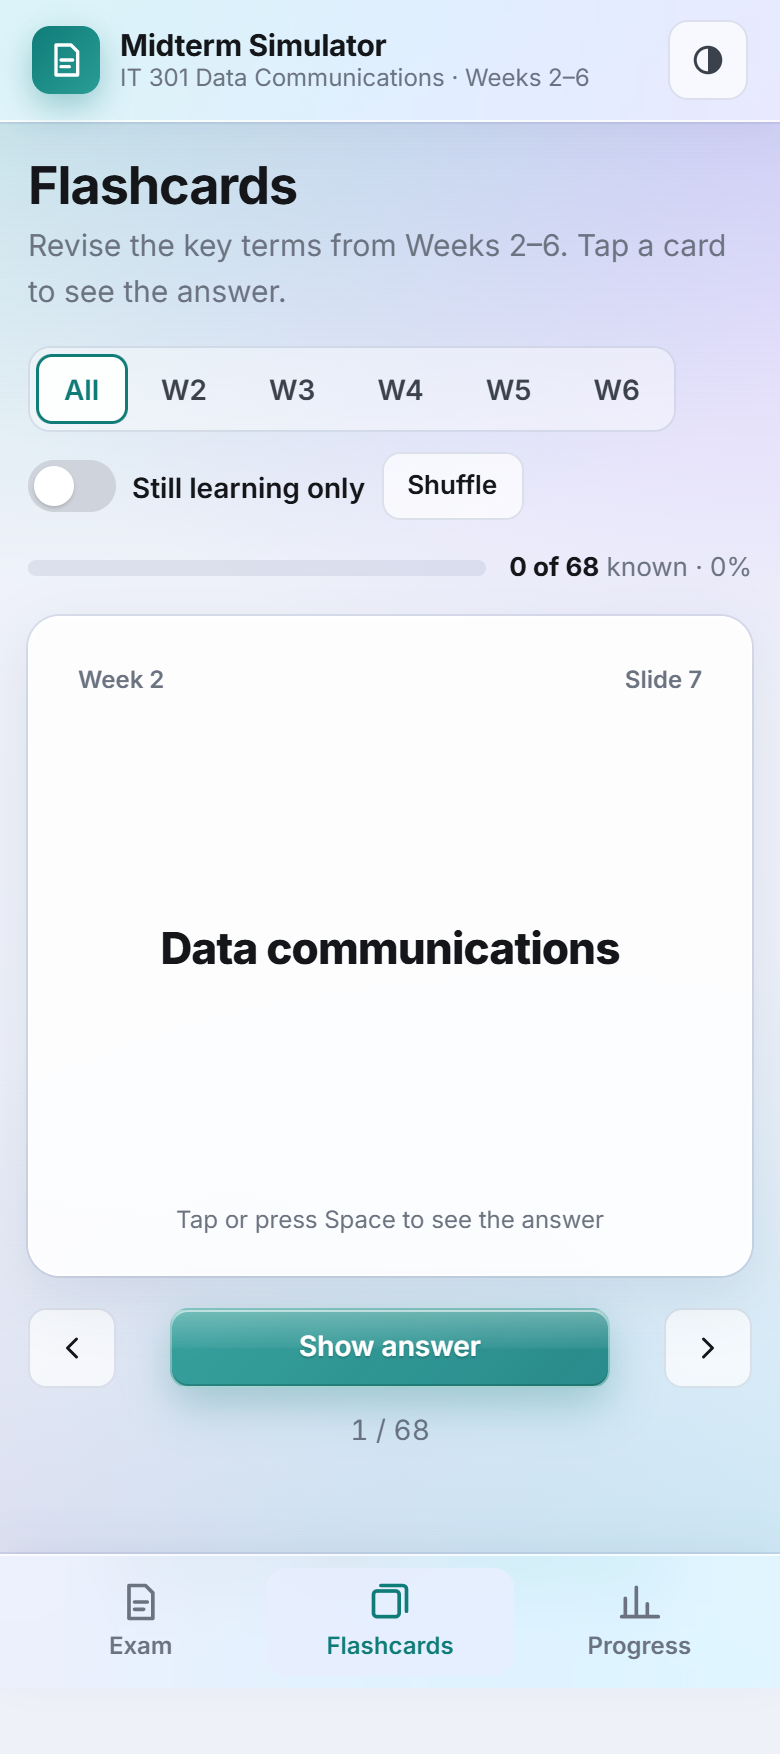 Midterm Simulator
IT 301 Data Communications · Weeks 2–6
Flashcards
Revise the key terms from Weeks 2–6. Tap a card
to see the answer.
All W2 W3 W4 W5 W6
Still learning only Shuffle
0 of 68 known · 0%
Week 2 Slide 7
Data communications
Tap or press Space to see the answer
Show answer
1 / 68
Exam Flashcards Progress